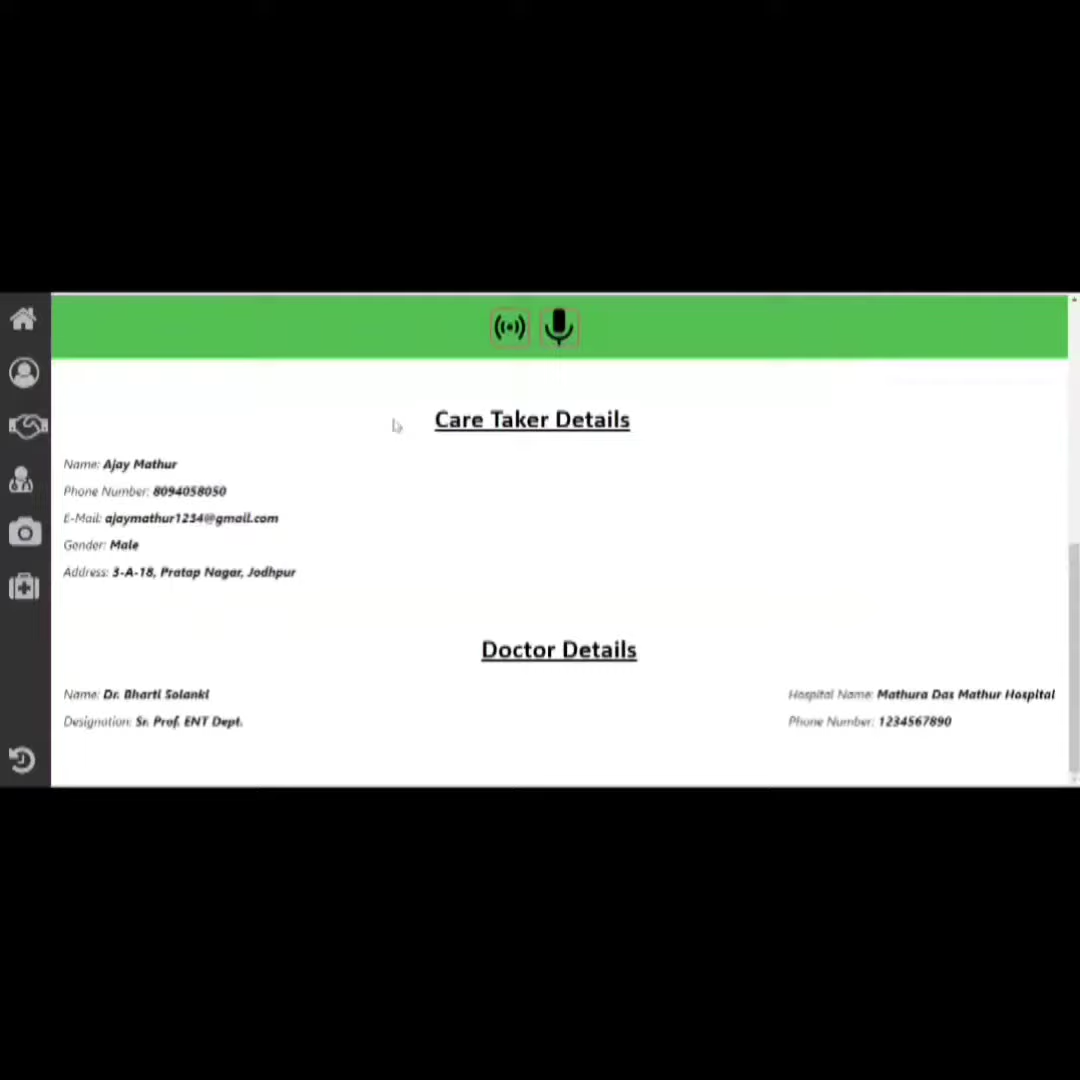 Care Taker Details
Name: Ajay Mathur
Phone Number: 8094058050
E-Mail: ajaymathur1234@gmail.com
Gender: Male
Address: 3-A-18, Pratap Nagar, Jodhpur
Doctor Details
Name: Dr. Bharti Solanki
Hospital Name: Mathura Das Mathur Hospital
Designation: Sr. Prof. ENT Dept.
Phone Number: 1234567890